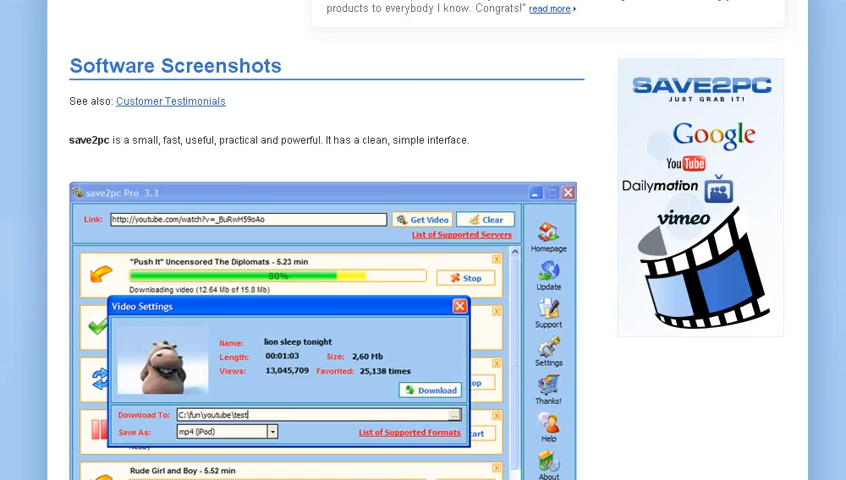 products to everybody I know. Congrats!" read more
Software Screenshots
See also: Customer Testimonials
save2pc is a small, fast, useful, practical and powerful. It has a clean, simple interface.
SAVE2PC
JUST GRAB IT!
Google
YouTube
Dailymotion
vimeo
save2pc Pro 3.3
Link: http://youtube.com/watch?v=_BuRwH59oAo Get Video Clear
List of Supported Servers
Homepage
Update
Support
Settings
Thanks!
Help
About
"Push It" Uncensored The Diplomats - 5.23 min
80%
Stop
Downloading video (12.64 Mb of 15.8 Mb)
Video Settings
Name: lion sleep tonight
Length: 00:01:03 Size: 2,60 Mb
Views: 13,045,709 Favorited: 25,138 times
Download
Download To: C:\fun\youtube\test ...
Save As: mp4 (iPod) List of Supported Formats
Rude Girl and Boy - 5.52 min